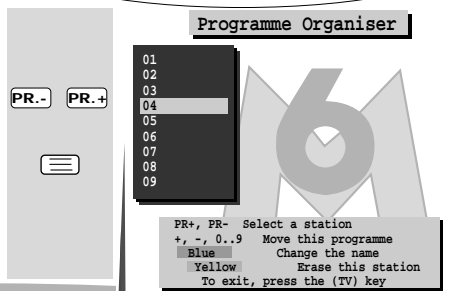 Programme Organiser
PR.- PR.+
01
02
03
04
05
06
07
08
09
M6
PR+, PR- Select a station
+, -, 0..9 Move this programme
Blue Change the name
Yellow Erase this station
To exit, press the (TV) key